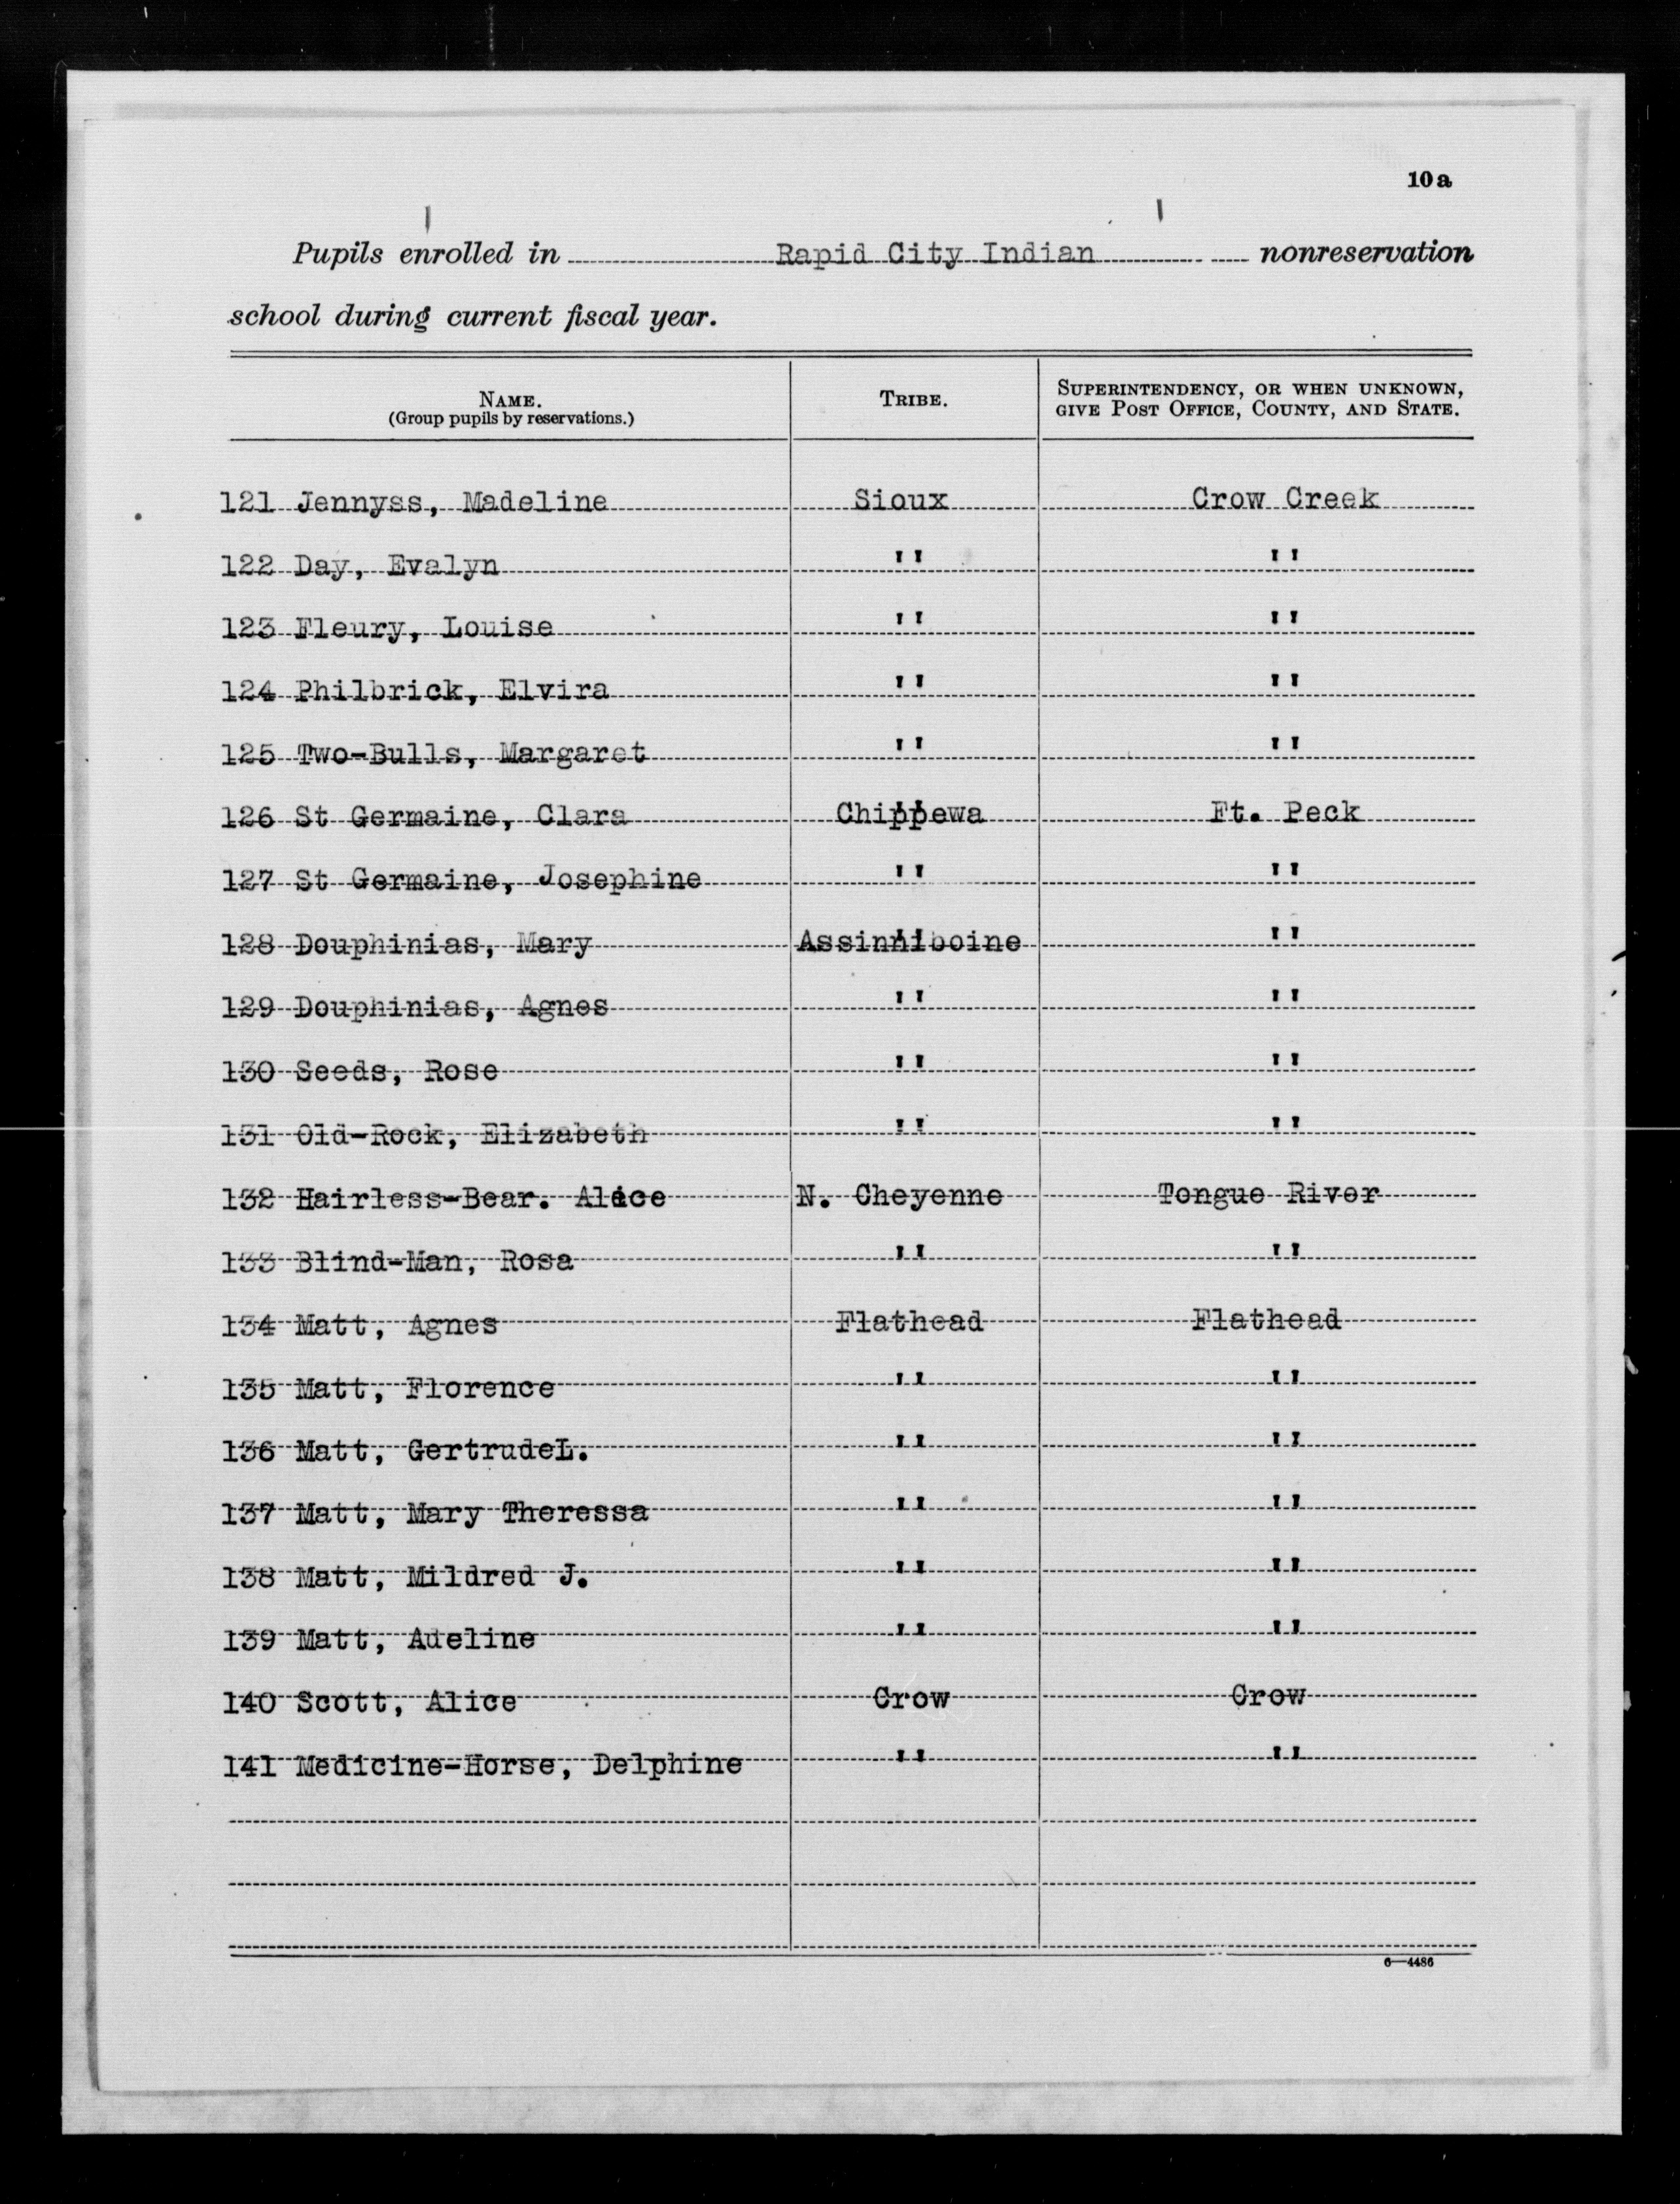 10a
Pupils enrolled in Rapid City Indian nonreservation
school during current fiscal year.
NAME. TRIBE. SUPERINTENDENCY, OR WHEN UNKNOWN,
(Group pupils by reservations.) GIVE POST OFFICE, COUNTY, AND STATE.
121 Jennyss, Madeline Sioux Crow Creek
122 Day, Evalyn " "
123 Fleury, Louise " "
124 Philbrick, Elvira " "
125 Two-Bulls, Margaret " "
126 St Germaine, Clara Chippewa Ft. Peck
127 St Germaine, Josephine " "
128 Douphinias, Mary Assinniboine "
129 Douphinias, Agnes " "
130 Seeds, Rose " "
131 Old-Rock, Elizabeth " "
132 Hairless-Bear. Alice N. Cheyenne Tongue River
133 Blind-Man, Rosa " "
134 Matt, Agnes Flathead Flathead
135 Matt, Florence " "
136 Matt, GertrudeL. " "
137 Matt, Mary Theressa " "
138 Matt, Mildred J. " "
139 Matt, Adeline " "
140 Scott, Alice Crow Crow
141 Medicine-Horse, Delphine " "
6—4486